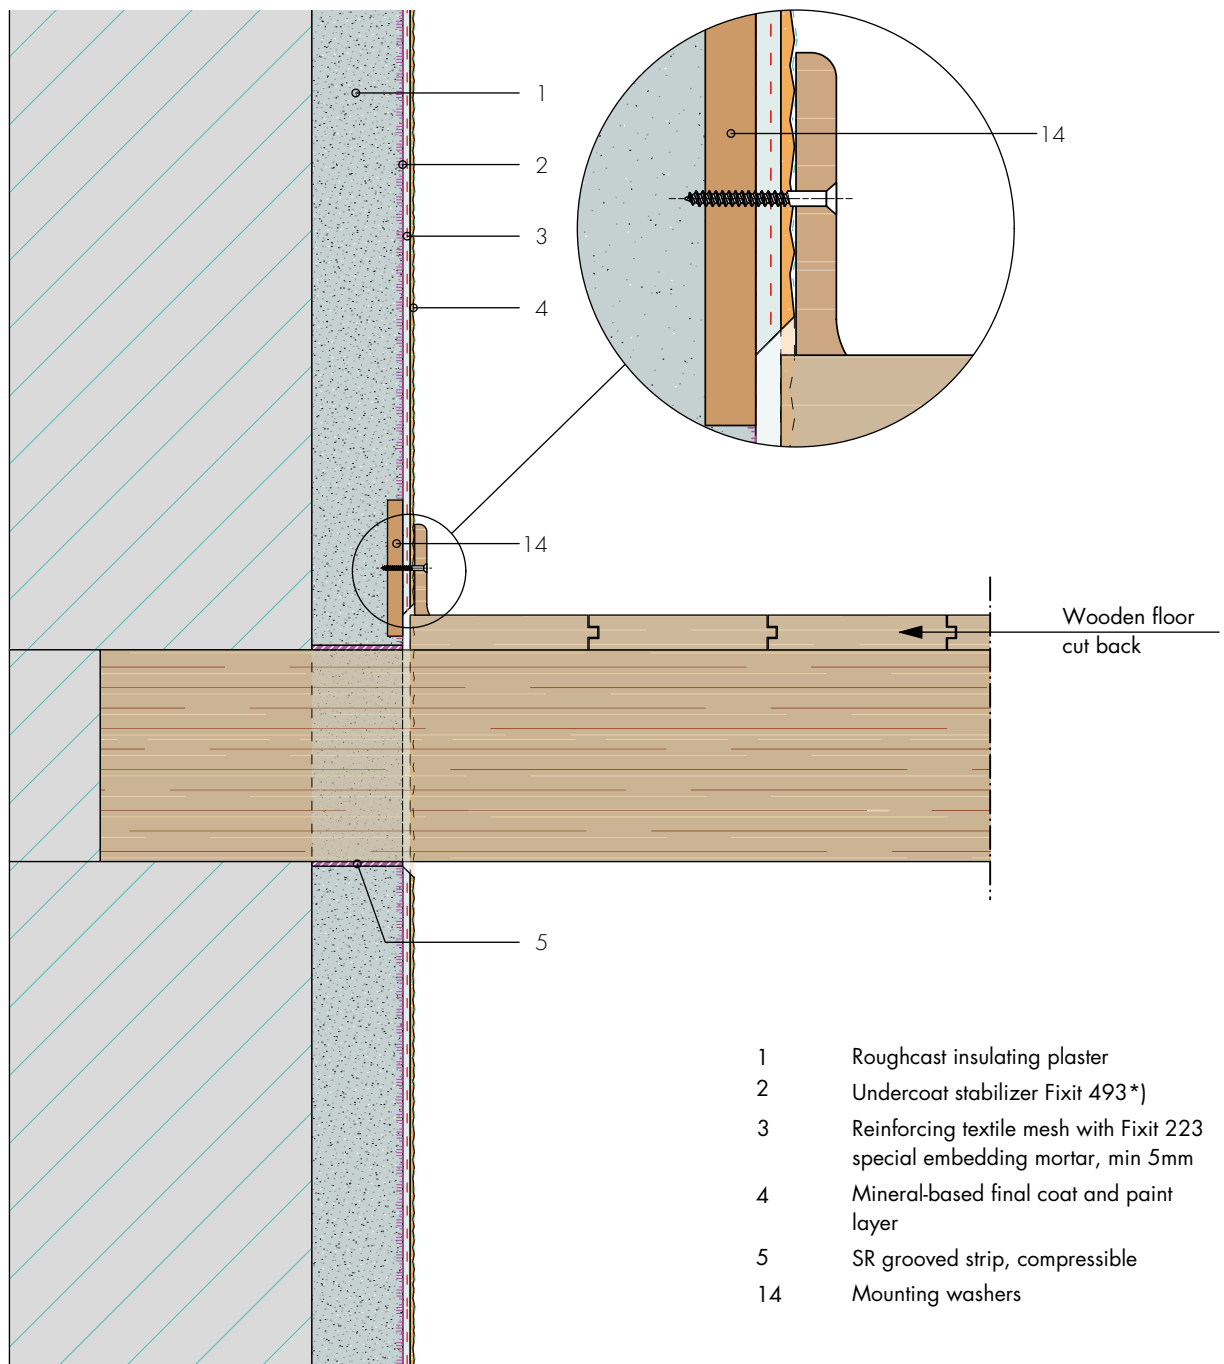 1
14
2
3
4
14
Wooden floor
cut back
5
1 Roughcast insulating plaster
2 Undercoat stabilizer Fixit 493*)
3 Reinforcing textile mesh with Fixit 223
special embedding mortar, min 5mm
4 Mineral-based final coat and paint
layer
5 SR grooved strip, compressible
14 Mounting washers